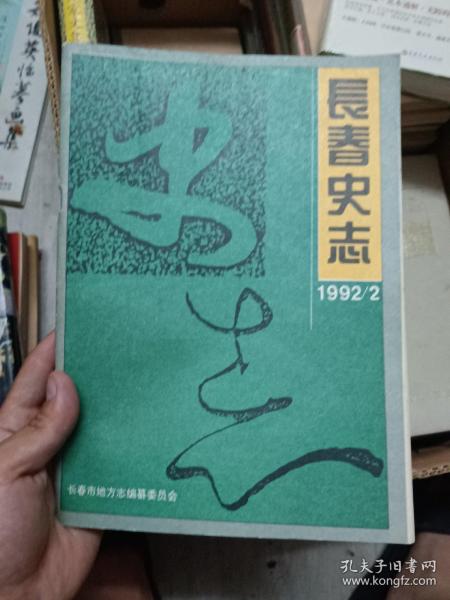 長春史志
1992/2
史志
长春市地方志编纂委员会
孔夫子旧书网
www.kongfz.com